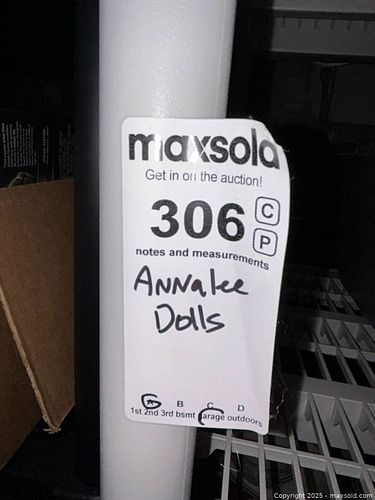 maxsold
Get in on the auction!
306 C
P
notes and measurements
Annalee
Dolls
B C D
1st 2nd 3rd bsmt garage outdoors
Copyright 2025 - maxsold.com